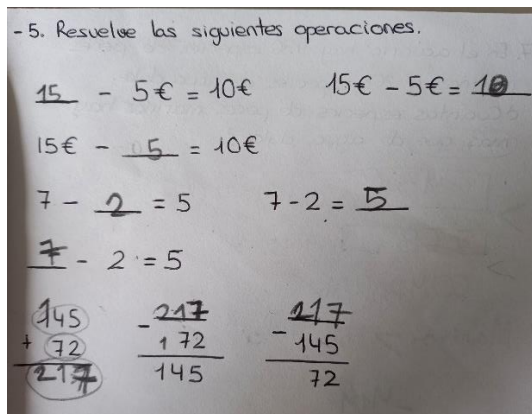 -5. Resuelve las siguientes operaciones.
15 - 5€ = 10€ 15€ - 5€ = 10
15€ - 5 = 10€
7 - 2 = 5 7 - 2 = 5
7 - 2 = 5
145 - 217 - 217
+ 72 172 145
217 145 72